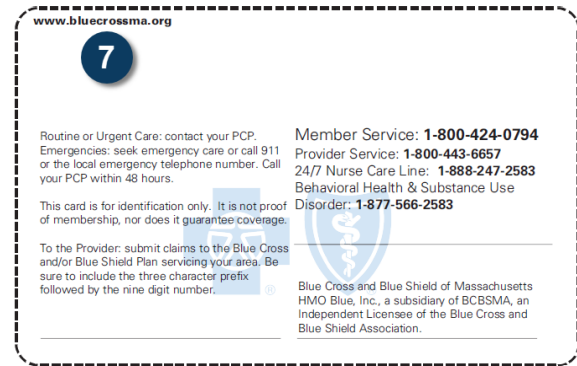 www.bluecrossma.org
7
Routine or Urgent Care: contact your PCP.
Emergencies: seek emergency care or call 911
or the local emergency telephone number. Call
your PCP within 48 hours.
This card is for identification only. It is not proof
of membership, nor does it guarantee coverage.
To the Provider: submit claims to the Blue Cross
and/or Blue Shield Plan servicing your area. Be
sure to include the three character prefix
followed by the nine digit number.
®
Member Service: 1-800-424-0794
Provider Service: 1-800-443-6657
24/7 Nurse Care Line: 1-888-247-2583
Behavioral Health & Substance Use
Disorder: 1-877-566-2583
Blue Cross and Blue Shield of Massachusetts
HMO Blue, Inc., a subsidiary of BCBSMA, an
Independent Licensee of the Blue Cross and
Blue Shield Association.